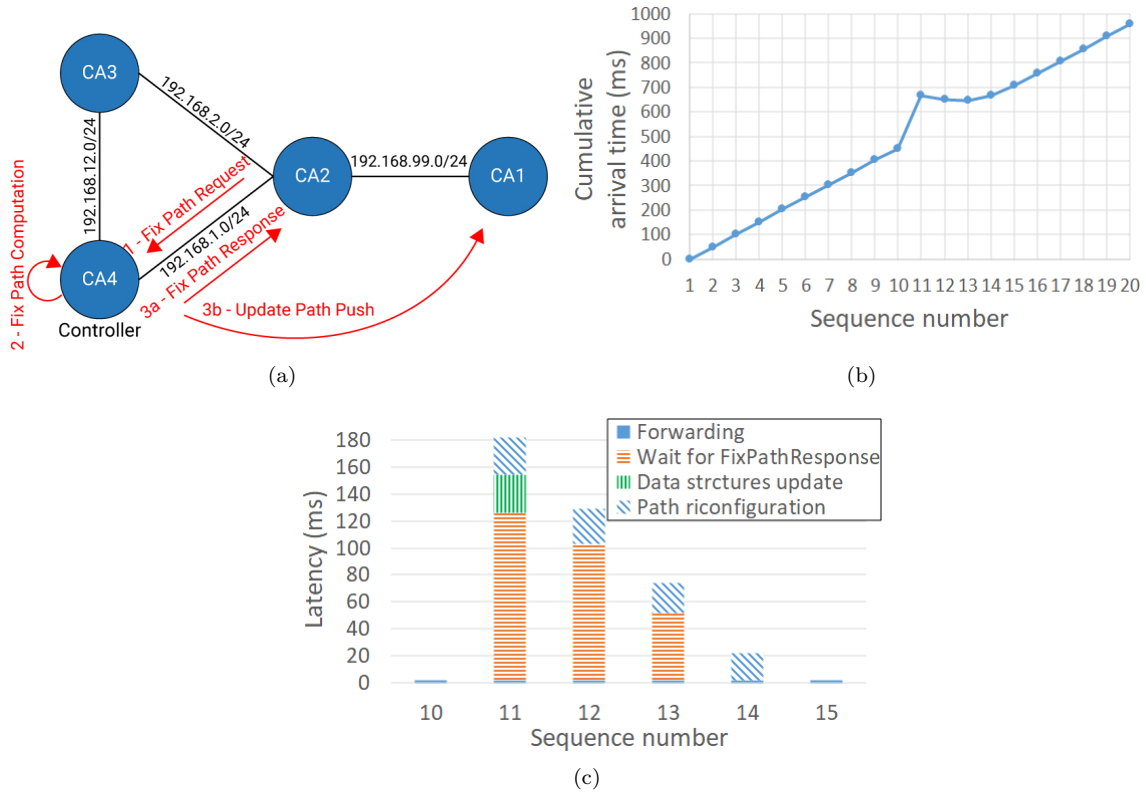 CA3
192.168.2.0/24
192.168.12.0/24
CA2
192.168.99.0/24
CA1
1 - Fix Path Request
192.168.1.0/24
3a - Fix Path Response
2 - Fix Path Computation
CA4
Controller
3b - Update Path Push
(a)
Cumulative
arrival time (ms)
1000
900
800
700
600
500
400
300
200
100
0
1 2 3 4 5 6 7 8 9 10 11 12 13 14 15 16 17 18 19 20
Sequence number
(b)
Latency (ms)
180
160
140
120
100
80
60
40
20
0
Forwarding
Wait for FixPathResponse
Data strctures update
Path riconfiguration
10 11 12 13 14 15
Sequence number
(c)